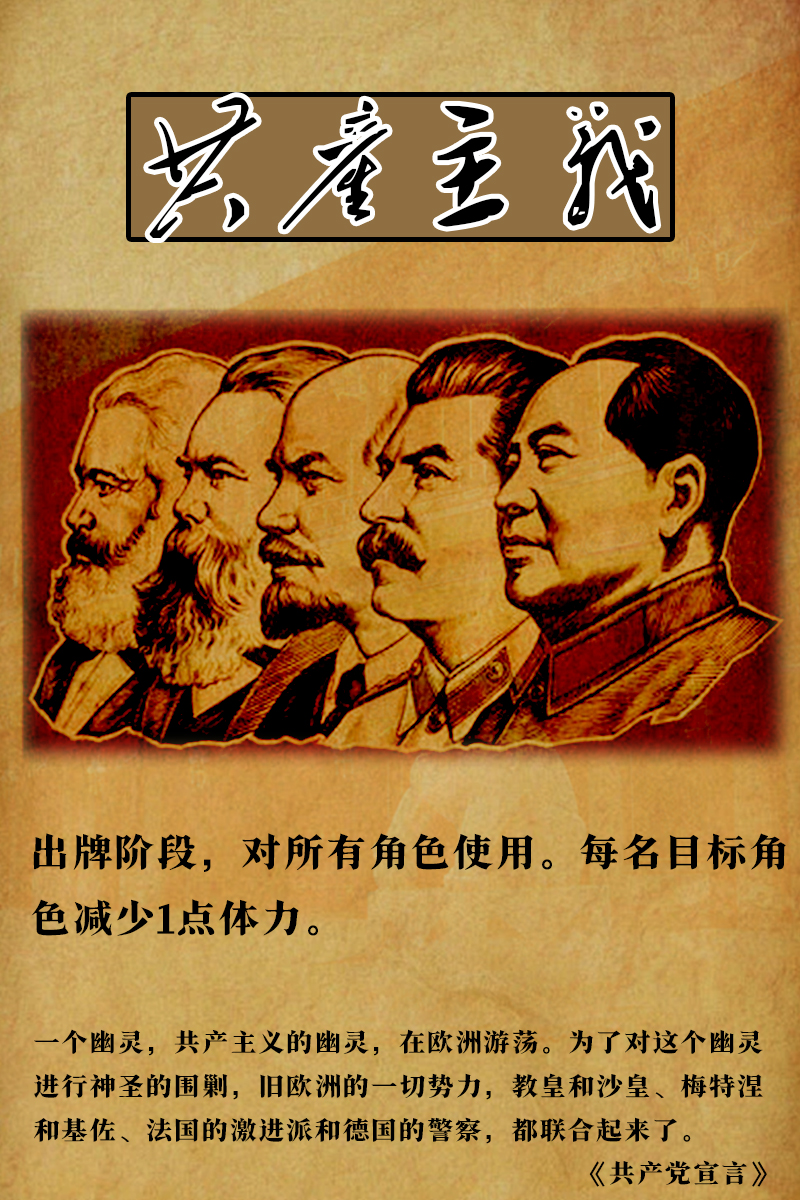 共產主義
出牌阶段，对所有角色使用。每名目标角
色减少1点体力。
一个幽灵，共产主义的幽灵，在欧洲游荡。为了对这个幽灵
进行神圣的围剿，旧欧洲的一切势力，教皇和沙皇、梅特涅
和基佐、法国的激进派和德国的警察，都联合起来了。
《共产党宣言》